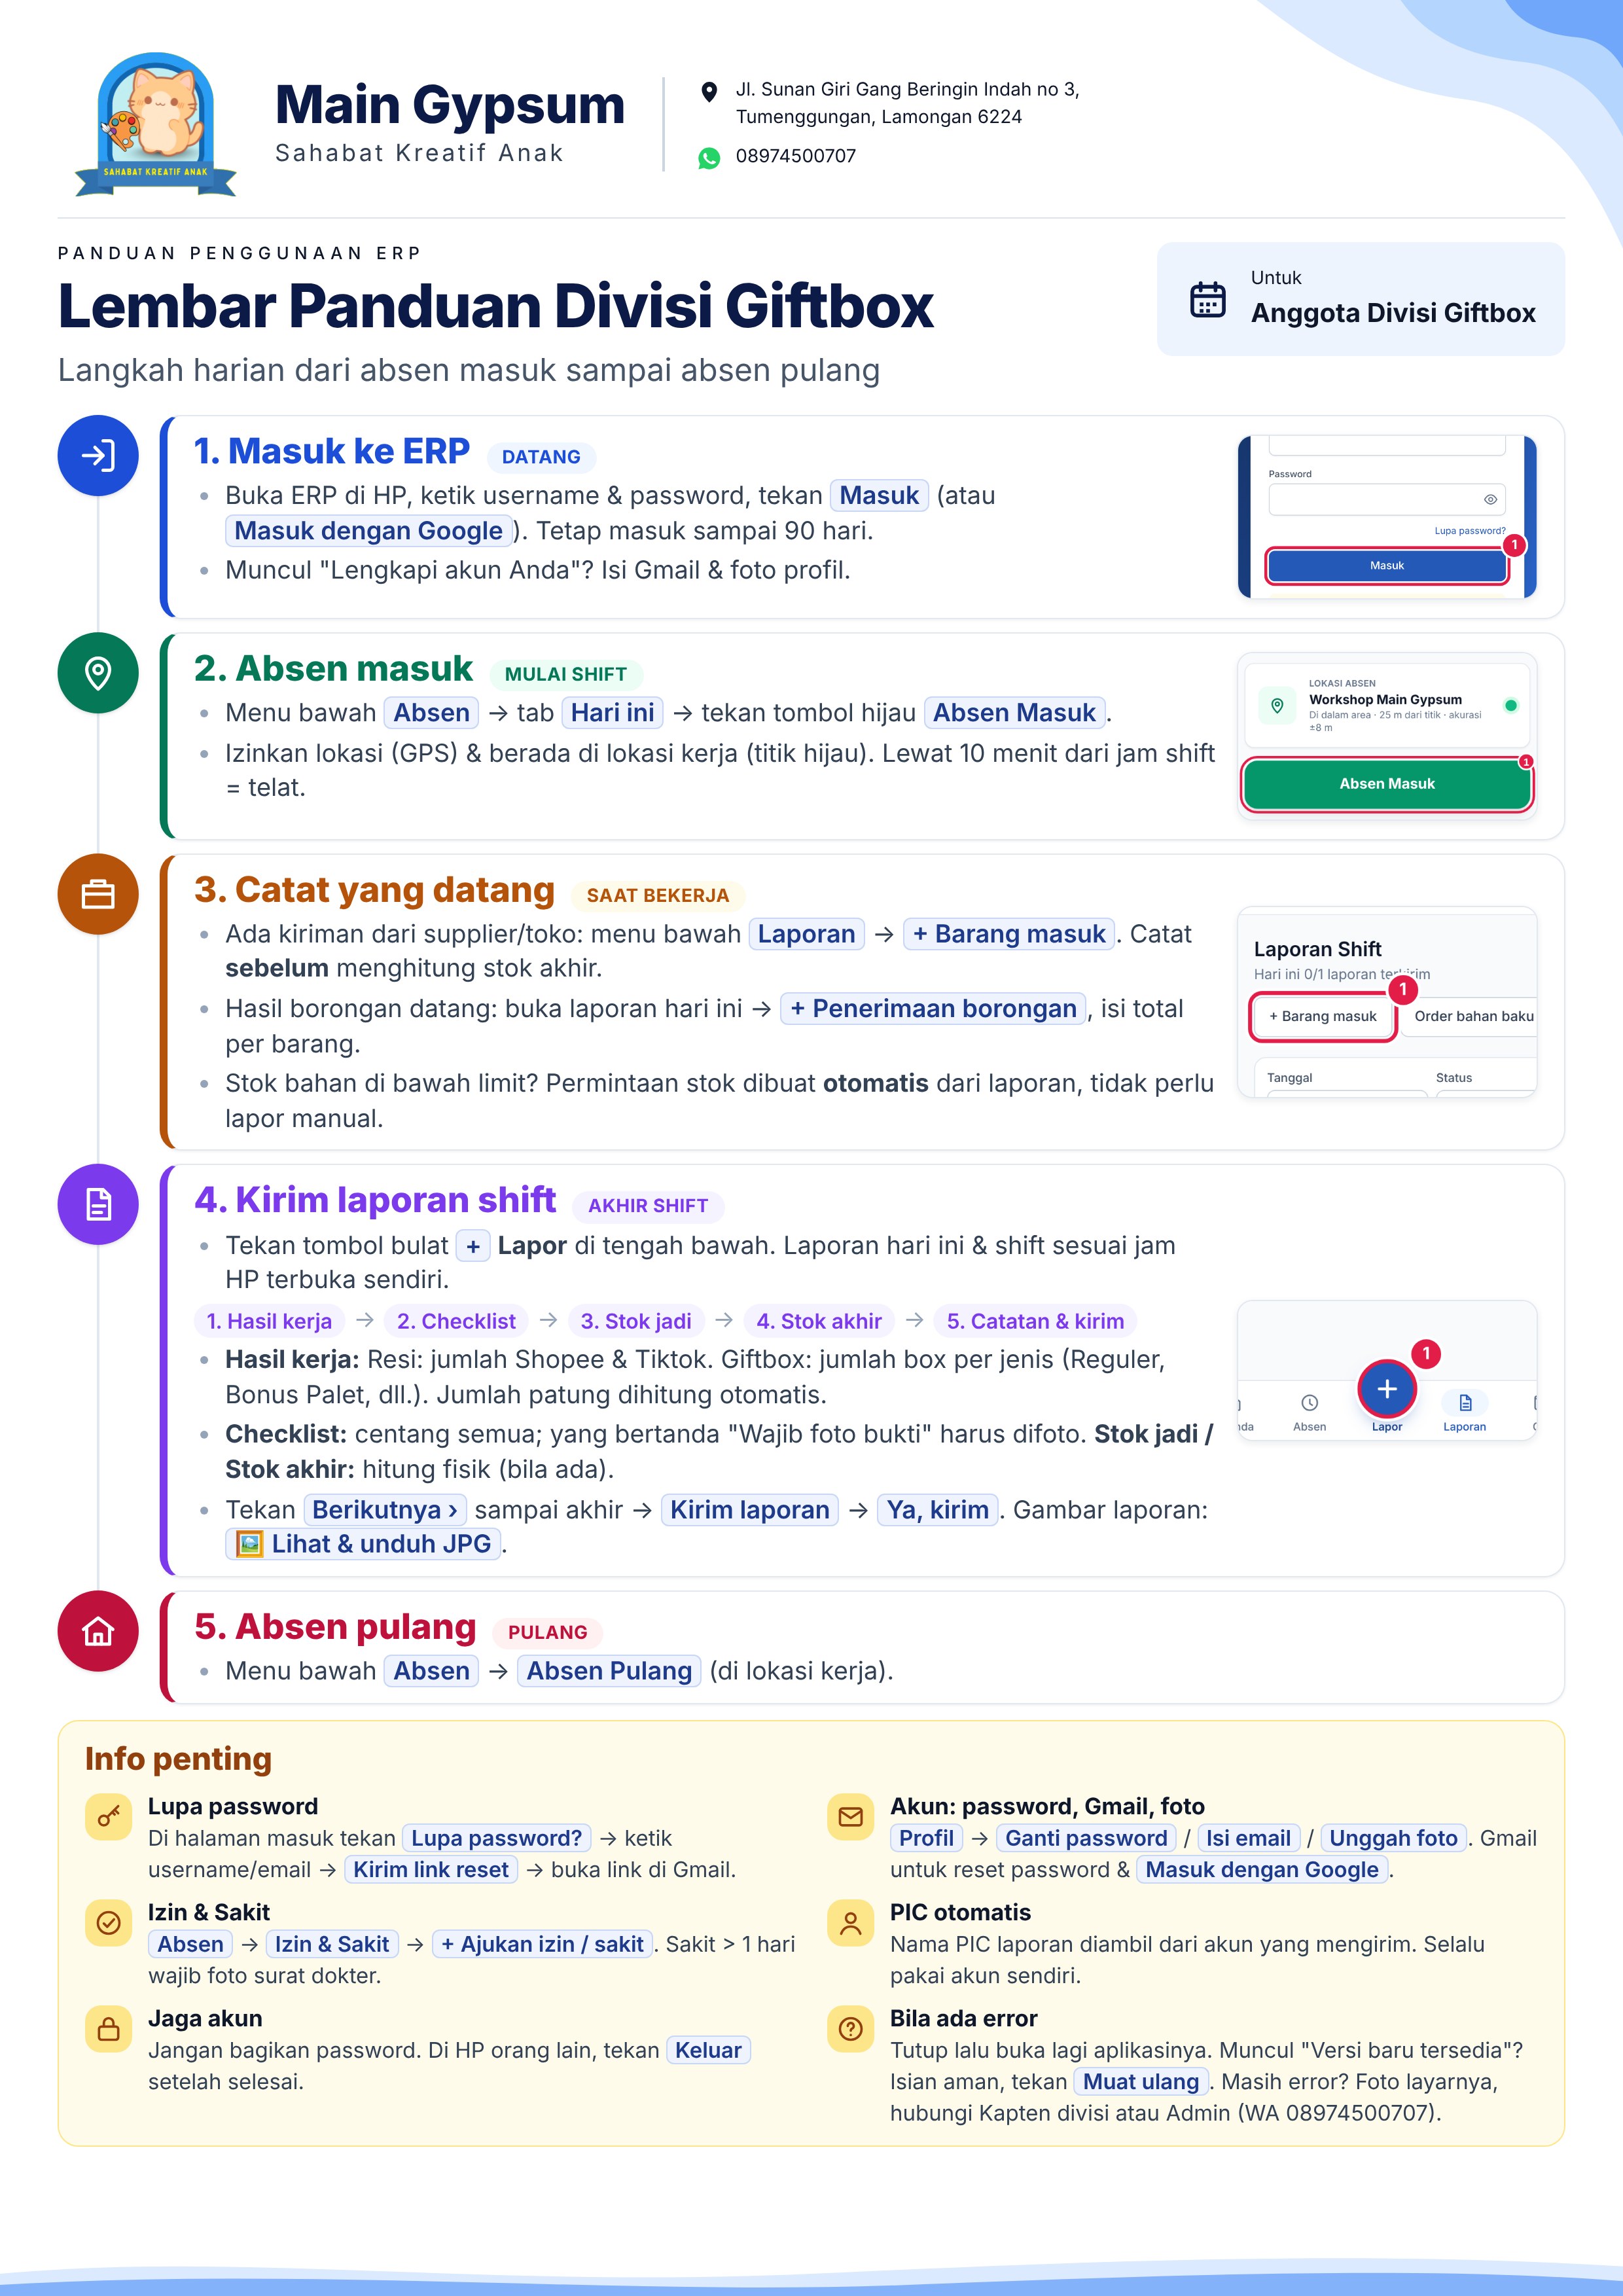 SAHABAT KREATIF ANAK
Main Gypsum
Sahabat Kreatif Anak
Jl. Sunan Giri Gang Beringin Indah no 3,
Tumenggungan, Lamongan 6224
08974500707
PANDUAN PENGGUNAAN ERP
Lembar Panduan Divisi Giftbox
Langkah harian dari absen masuk sampai absen pulang
Untuk
Anggota Divisi Giftbox
1. Masuk ke ERP DATANG
• Buka ERP di HP, ketik username & password, tekan Masuk (atau
Masuk dengan Google). Tetap masuk sampai 90 hari.
• Muncul "Lengkapi akun Anda"? Isi Gmail & foto profil.
Password
Lupa password?
1
Masuk
2. Absen masuk MULAI SHIFT
• Menu bawah Absen → tab Hari ini → tekan tombol hijau Absen Masuk.
• Izinkan lokasi (GPS) & berada di lokasi kerja (titik hijau). Lewat 10 menit dari jam shift
= telat.
LOKASI ABSEN
Workshop Main Gypsum
Di dalam area · 25 m dari titik · akurasi
±8 m
1
Absen Masuk
3. Catat yang datang SAAT BEKERJA
• Ada kiriman dari supplier/toko: menu bawah Laporan → + Barang masuk. Catat
sebelum menghitung stok akhir.
• Hasil borongan datang: buka laporan hari ini → + Penerimaan borongan, isi total
per barang.
• Stok bahan di bawah limit? Permintaan stok dibuat otomatis dari laporan, tidak perlu
lapor manual.
Laporan Shift
Hari ini 0/1 laporan terkirim
1
+ Barang masuk Order bahan baku
Tanggal Status
4. Kirim laporan shift AKHIR SHIFT
• Tekan tombol bulat + Lapor di tengah bawah. Laporan hari ini & shift sesuai jam
HP terbuka sendiri.
1. Hasil kerja → 2. Checklist → 3. Stok jadi → 4. Stok akhir → 5. Catatan & kirim
• Hasil kerja: Resi: jumlah Shopee & Tiktok. Giftbox: jumlah box per jenis (Reguler,
Bonus Palet, dll.). Jumlah patung dihitung otomatis.
• Checklist: centang semua; yang bertanda "Wajib foto bukti" harus difoto. Stok jadi /
Stok akhir: hitung fisik (bila ada).
• Tekan Berikutnya › sampai akhir → Kirim laporan → Ya, kirim. Gambar laporan:
🖼️ Lihat & unduh JPG.
1
+
nda Absen Lapor Laporan
5. Absen pulang PULANG
• Menu bawah Absen → Absen Pulang (di lokasi kerja).
Info penting
Lupa password
Di halaman masuk tekan Lupa password? → ketik
username/email → Kirim link reset → buka link di Gmail.
Akun: password, Gmail, foto
Profil → Ganti password / Isi email / Unggah foto. Gmail
untuk reset password & Masuk dengan Google.
Izin & Sakit
Absen → Izin & Sakit → + Ajukan izin / sakit. Sakit > 1 hari
wajib foto surat dokter.
PIC otomatis
Nama PIC laporan diambil dari akun yang mengirim. Selalu
pakai akun sendiri.
Jaga akun
Jangan bagikan password. Di HP orang lain, tekan Keluar
setelah selesai.
Bila ada error
Tutup lalu buka lagi aplikasinya. Muncul "Versi baru tersedia"?
Isian aman, tekan Muat ulang. Masih error? Foto layarnya,
hubungi Kapten divisi atau Admin (WA 08974500707).